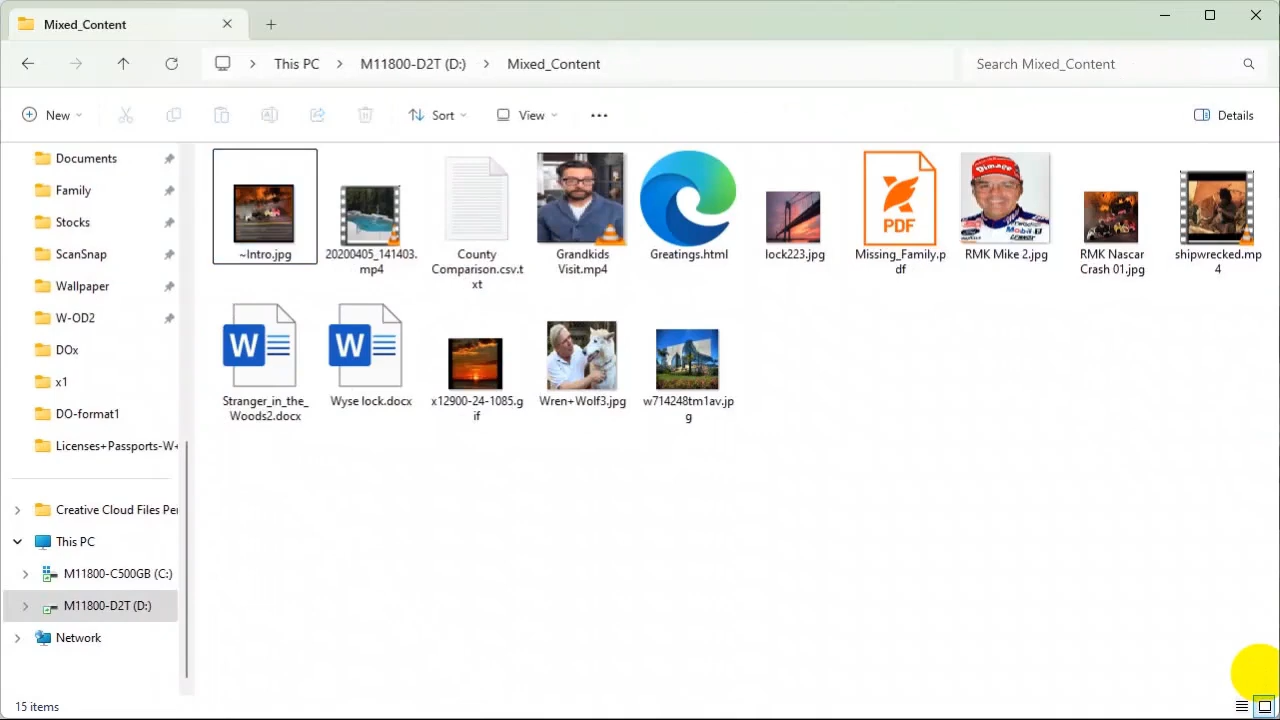 Mixed_Content
This PC
M11800-D2T (D:)
Mixed_Content
Search Mixed_Content
New
Sort
View
Details
Documents
Family
Stocks
ScanSnap
Wallpaper
W-OD2
DOx
x1
DO-format1
Licenses+Passports-W+
Creative Cloud Files Per
This PC
M11800-C500GB (C:)
M11800-D2T (D:)
Network
~Intro.jpg
20200405_141403.
mp4
County
Comparison.csv.t
xt
Grandkids
Visit.mp4
Greatings.html
lock223.jpg
PDF
Missing_Family.p
df
RMK Mike 2.jpg
RMK Nascar
Crash 01.jpg
shipwrecked.mp
4
W
Stranger_in_the_
Woods2.docx
W
Wyse lock.docx
x12900-24-1085.g
if
Wren+Wolf3.jpg
w714248tm1av.jp
g
15 items